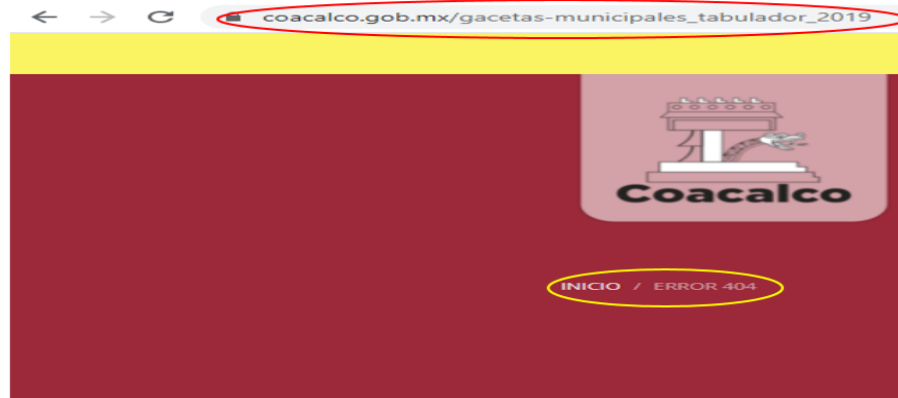 coacalco.gob.mx/gacetas-municipales_tabulador_2019
Coacalco
INICIO / ERROR 404